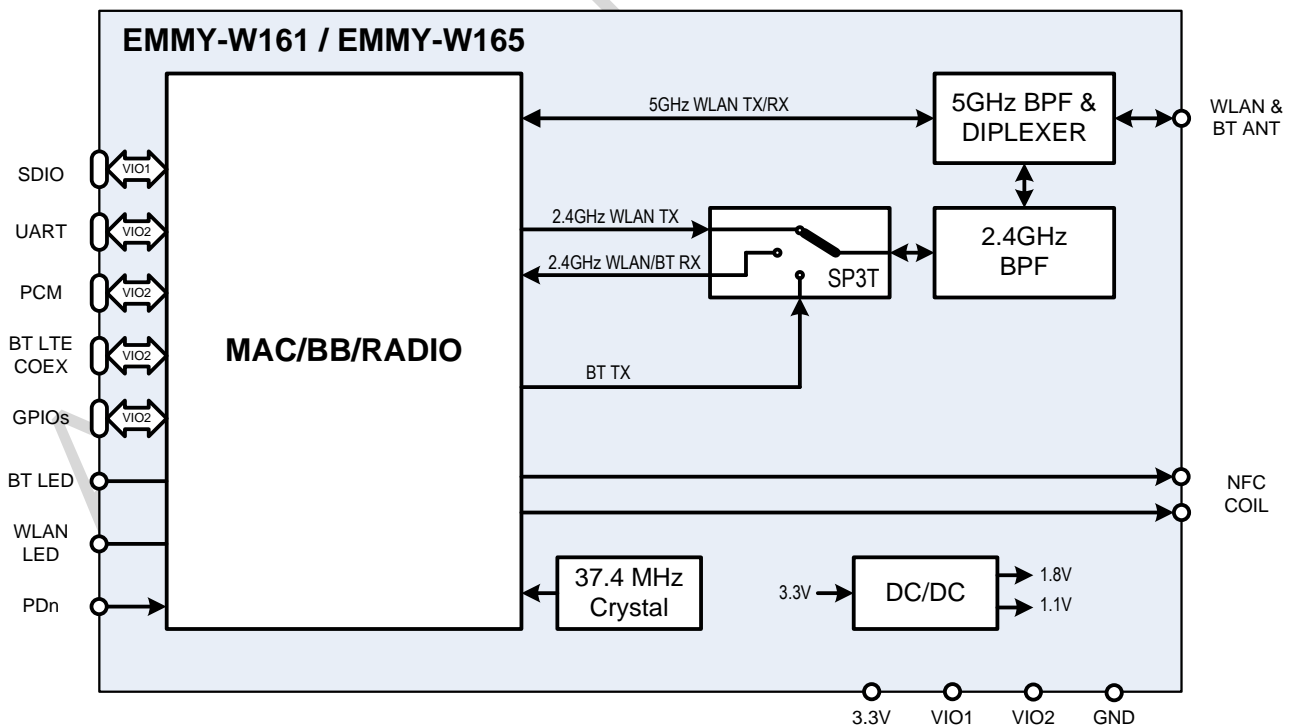 EMMY-W161 / EMMY-W165
SDIO
VIO1
UART
VIO2
PCM
VIO2
BT LTE
COEX
VIO2
GPIOs
VIO2
BT LED
WLAN
LED
PDn
MAC/BB/RADIO
5GHz WLAN TX/RX
5GHz BPF &
DIPLEXER
WLAN &
BT ANT
2.4GHz WLAN TX
2.4GHz WLAN/BT RX
SP3T
2.4GHz
BPF
BT TX
NFC
COIL
37.4 MHz
Crystal
3.3V
DC/DC
1.8V
1.1V
3.3V
VIO1
VIO2
GND